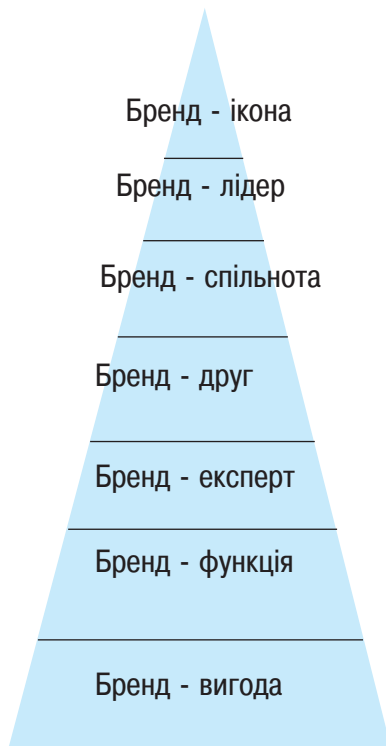 Бренд - ікона
Бренд - лідер
Бренд - спільнота
Бренд - друг
Бренд - експерт
Бренд - функція
Бренд - вигода